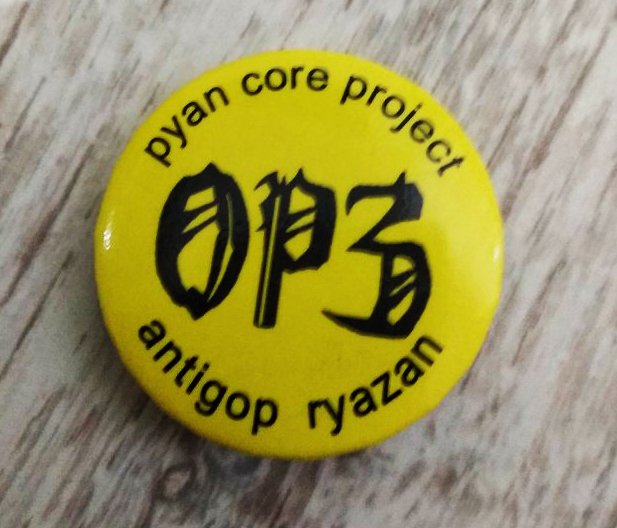 pyan core project
ОРЗ
antigop ryazan